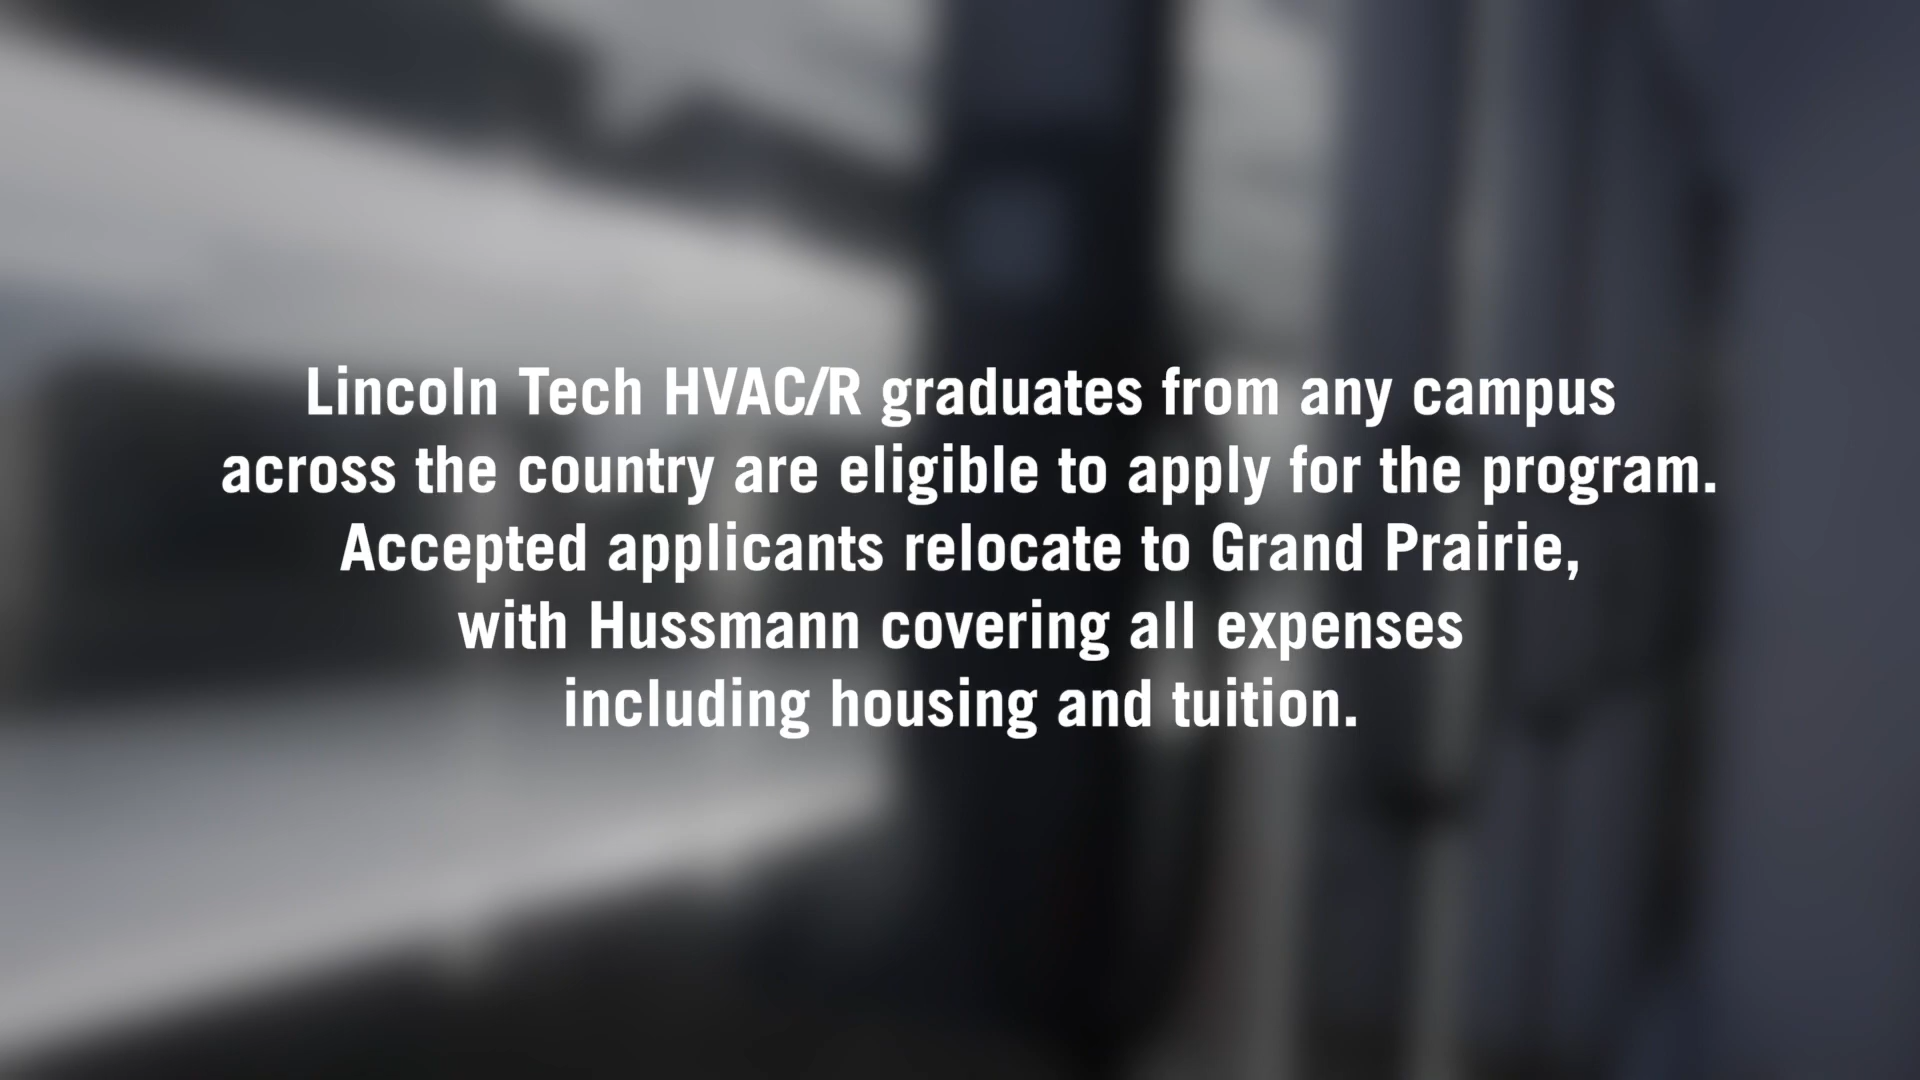 Lincoln Tech HVAC/R graduates from any campus
across the country are eligible to apply for the program.
Accepted applicants relocate to Grand Prairie,
with Hussmann covering all expenses
including housing and tuition.